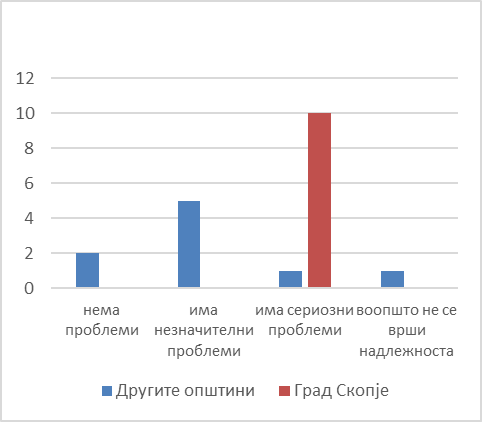 12
10
8
6
4
2
0
нема
проблеми
има
незначителни
проблеми
има сериозни
проблеми
воопшто не се
врши
надлежноста
Другите општини
Град Скопје